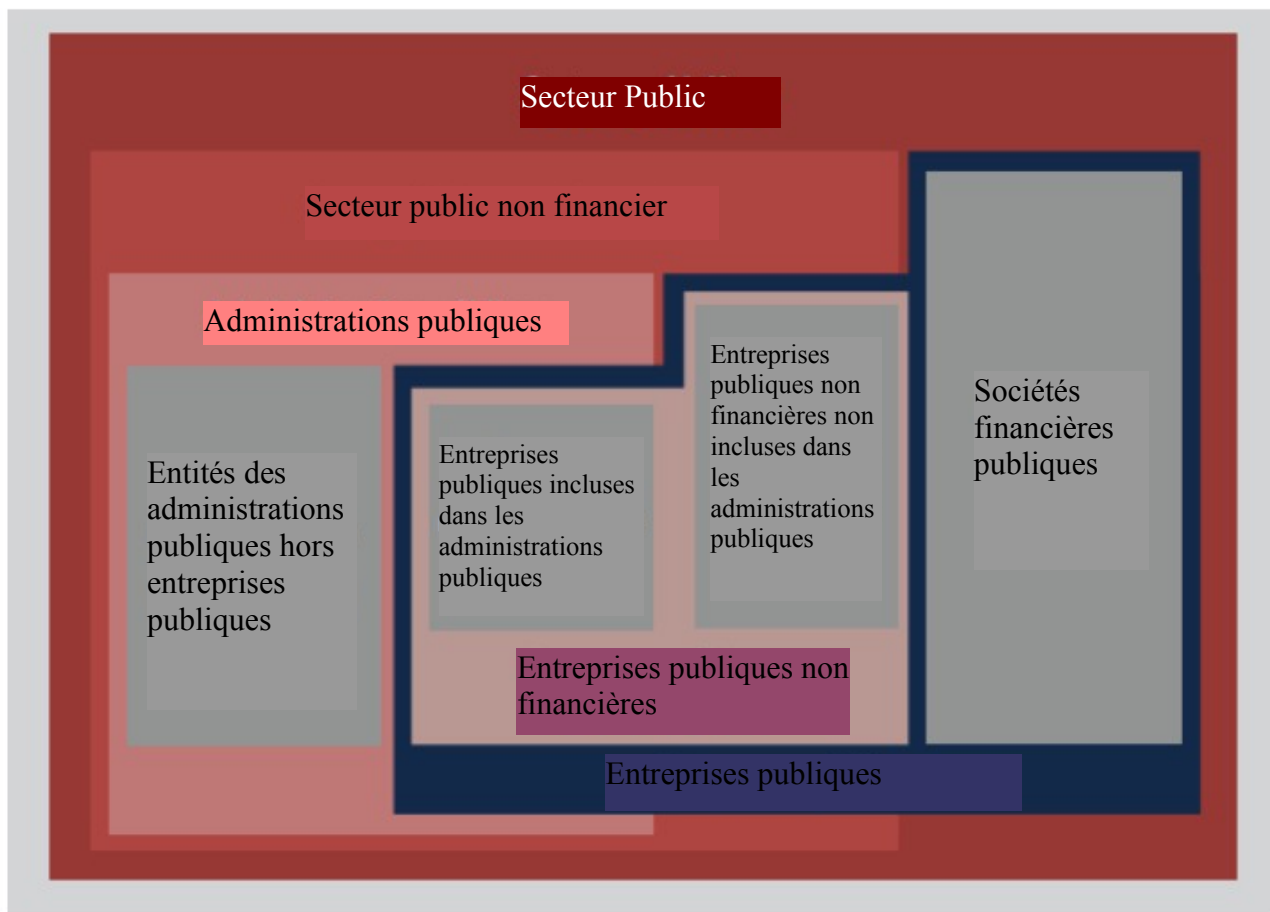 Secteur Public
Secteur public non financier
Administrations publiques
Entités des
administrations
publiques hors
entreprises
publiques
Entreprises
publiques incluses
dans les
administrations
publiques
Entreprises
publiques non
financières non
incluses dans
les
administrations
publiques
Sociétés
financières
publiques
Entreprises publiques non
financières
Entreprises publiques